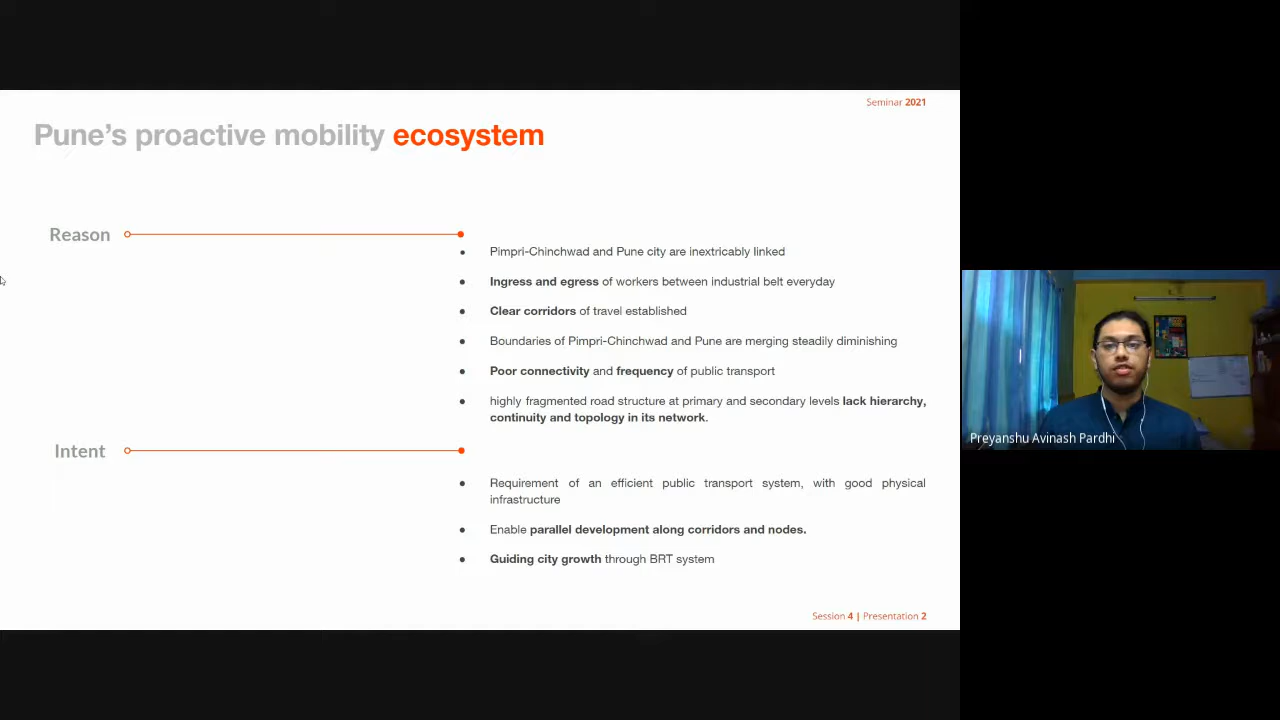 Seminar 2021
Pune’s proactive mobility ecosystem
Reason
• Pimpri-Chinchwad and Pune city are inextricably linked
• Ingress and egress of workers between industrial belt everyday
• Clear corridors of travel established
• Boundaries of Pimpri-Chinchwad and Pune are merging steadily diminishing
• Poor connectivity and frequency of public transport
• highly fragmented road structure at primary and secondary levels lack hierarchy,
continuity and topology in its network.
Intent
• Requirement of an efficient public transport system, with good physical
infrastructure
• Enable parallel development along corridors and nodes.
• Guiding city growth through BRT system
Session 4 | Presentation 2
Preyanshu Avinash Pardhi